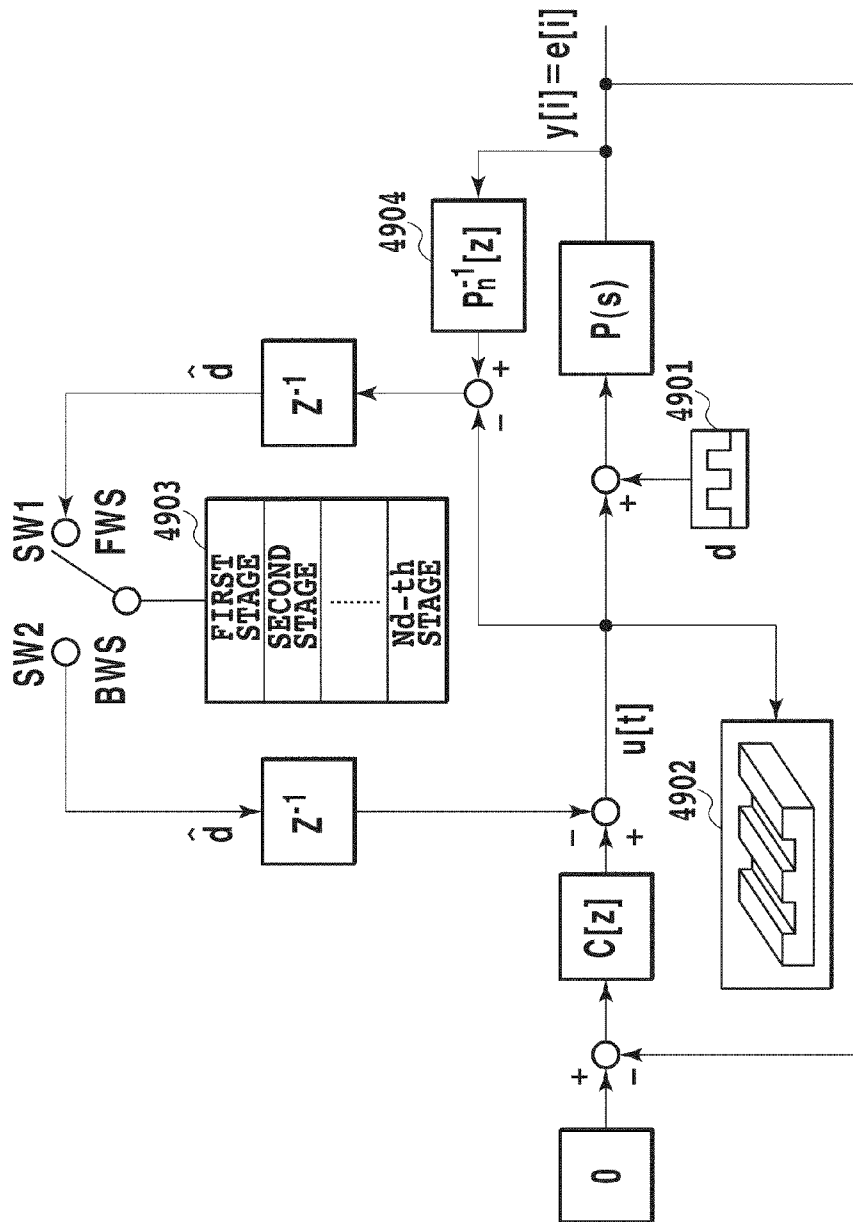 SW2
BWS
SW1
FWS
4903
FIRST
STAGE
SECOND
STAGE
........
Nd-th
STAGE
d̂
Z⁻¹
d̂
Z⁻¹
4904
Pₙ⁻¹[z]
+
-
-
+
0
+
-
C[z]
u[t]
+
P(s)
y[i]=e[i]
4902
d
4901